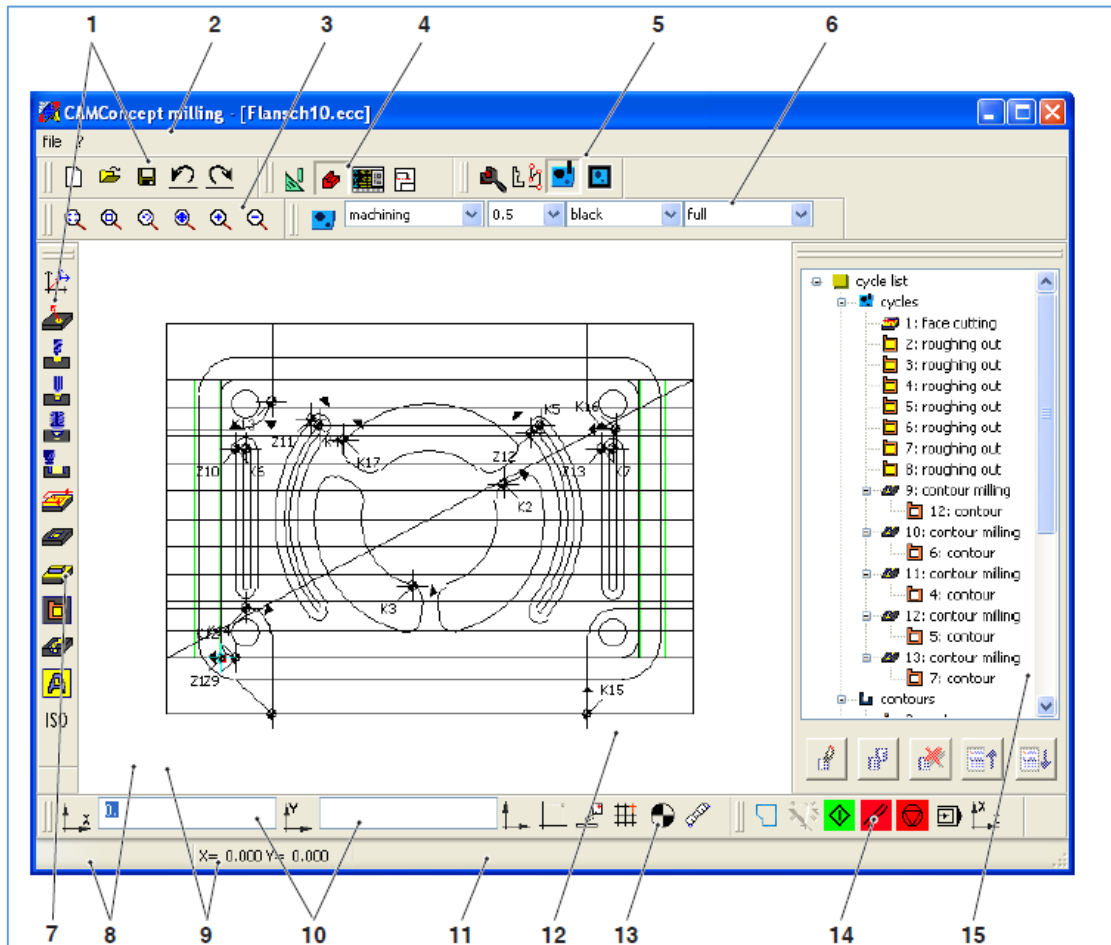 1 2 3 4 5 6
CAMConcept milling - [Flansch10.ecc]
File ?
machining 0.5 black full
cycle list
cycles
1: face cutting
2: roughing out
3: roughing out
4: roughing out
5: roughing out
6: roughing out
7: roughing out
8: roughing out
9: contour milling
12: contour
10: contour milling
6: contour
11: contour milling
4: contour
12: contour milling
5: contour
13: contour milling
7: contour
contours
K5
K16
Z11
K17
Z12
Z10
K6
Z13
K7
K2
K3
Z1Z9
K15
A
ISO
X
0.
Y
X
X= 0.000 Y= 0.000
7 8 9 10 11 12 13 14 15